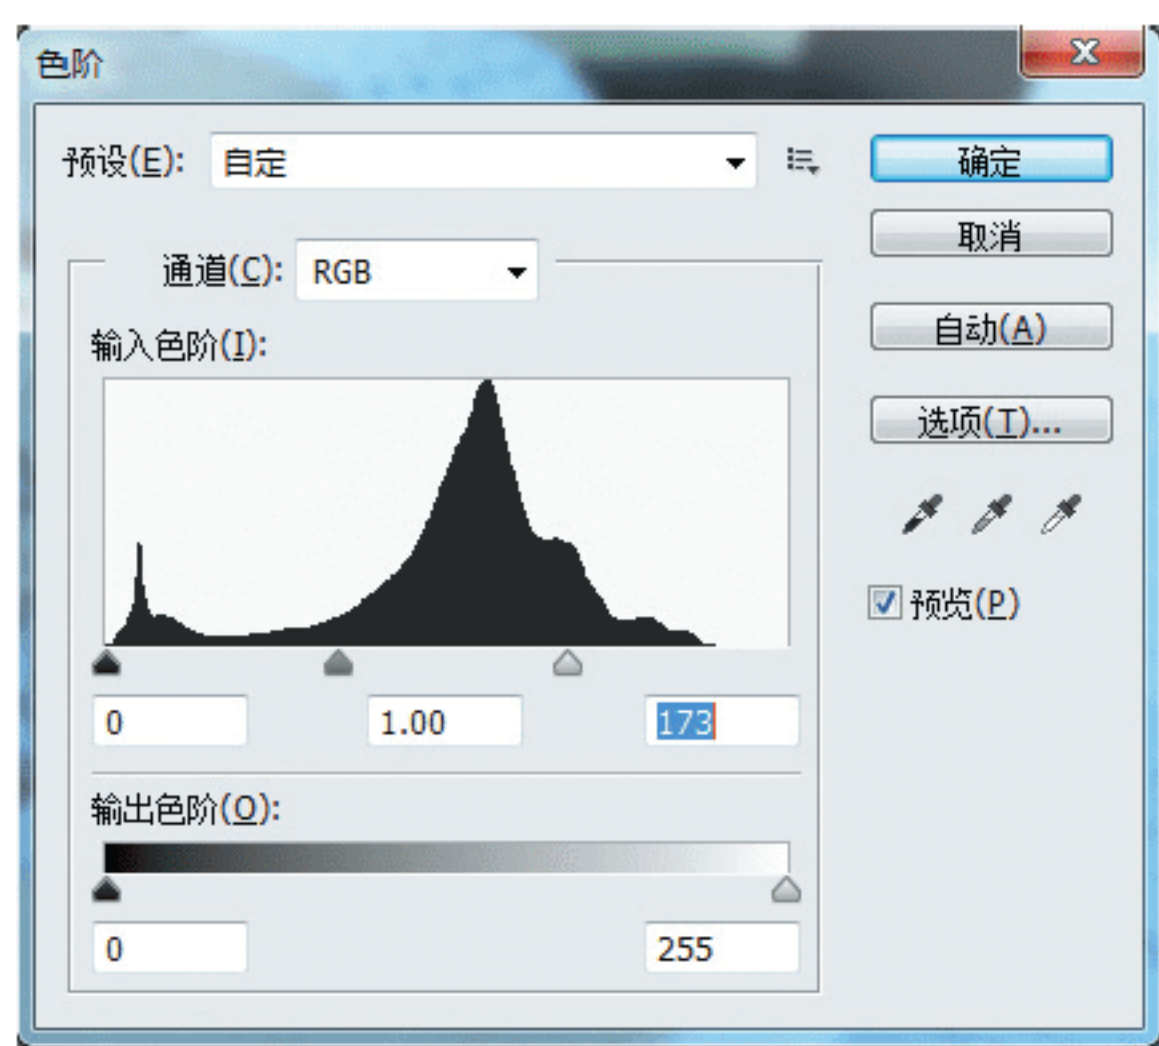 色阶
预设(E): 自定
确定
取消
通道(C): RGB
自动(A)
输入色阶(I):
选项(T)...
预览(P)
0 1.00 173
输出色阶(O):
0 255